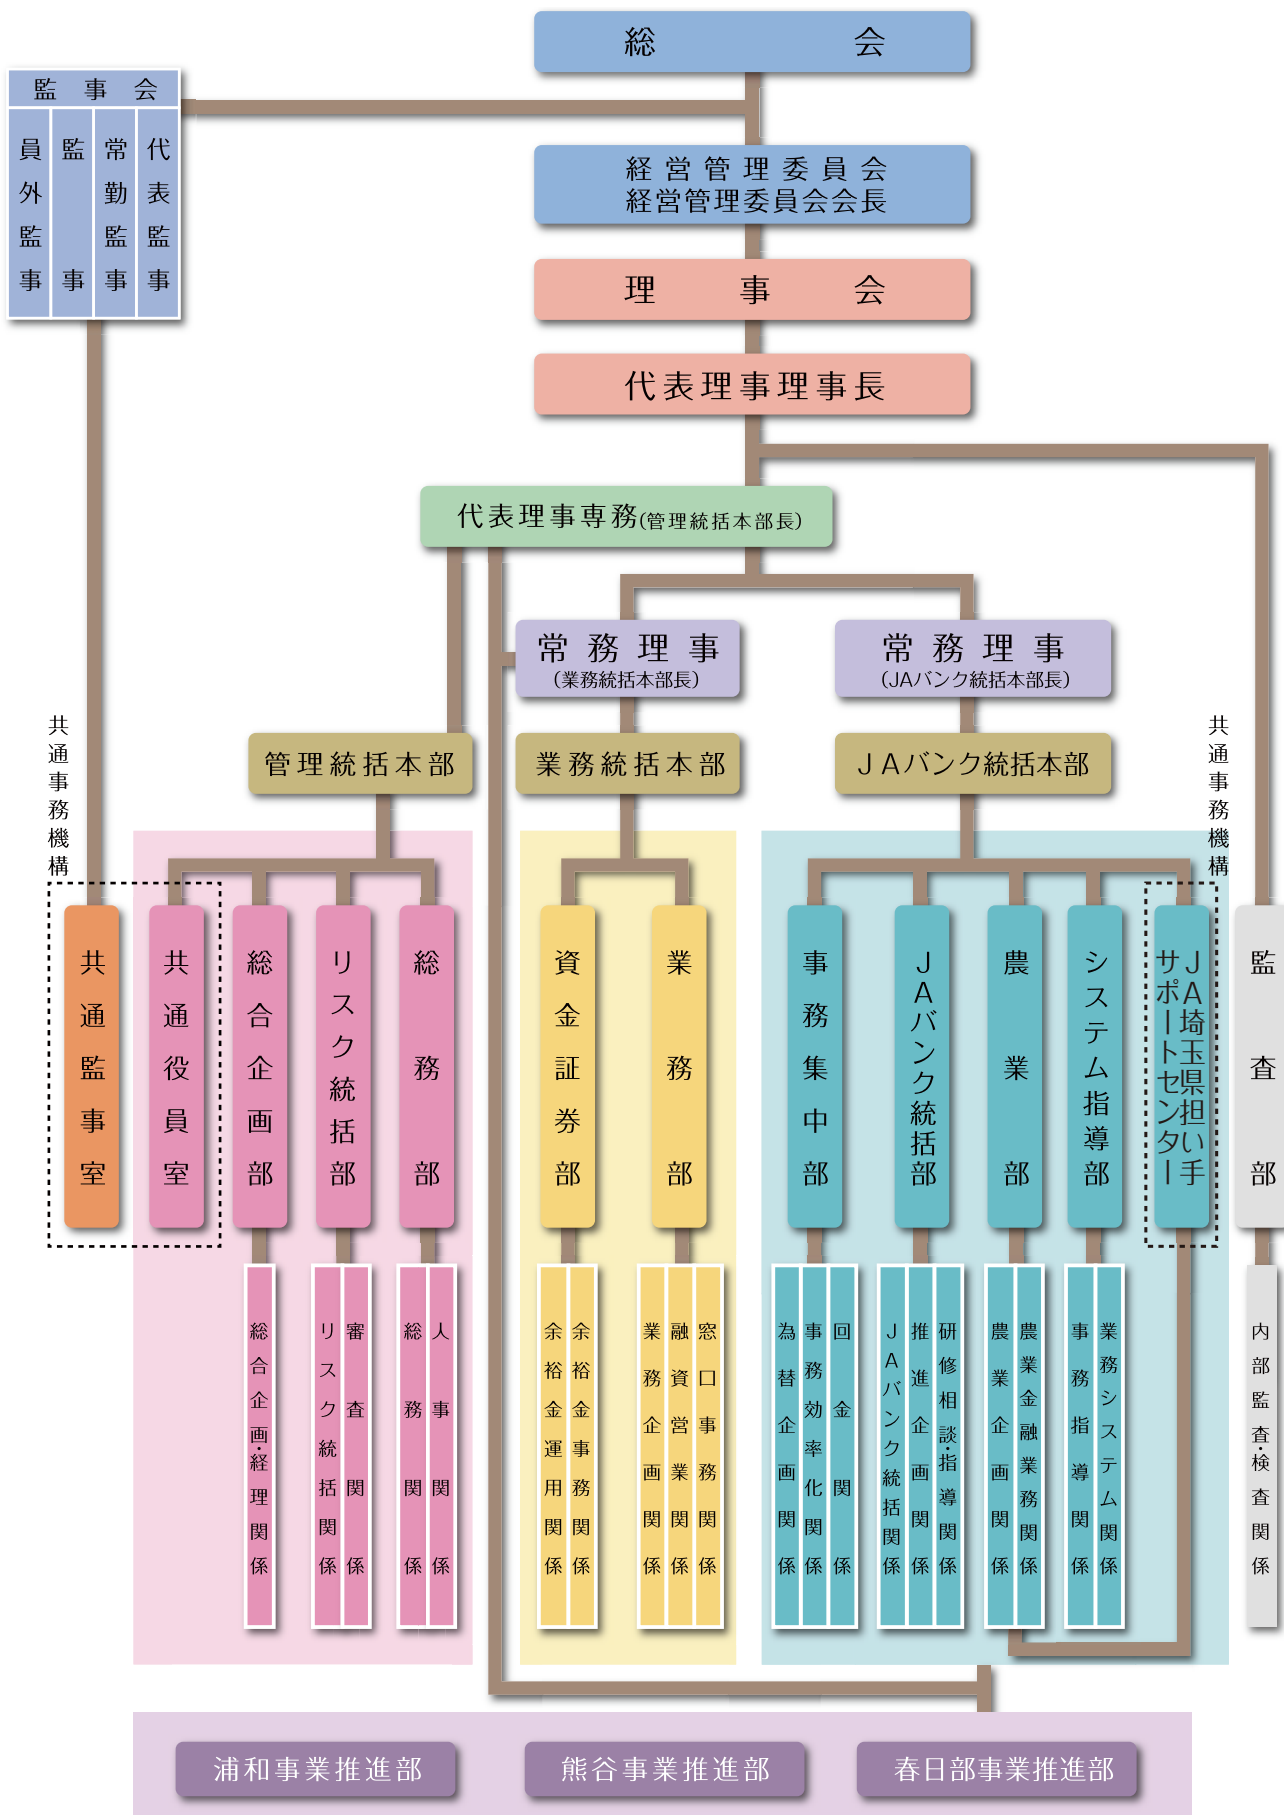 総会
監事会
代表監事
常勤監事
監事
員外監事
経営管理委員会
経営管理委員会会長
理事会
代表理事理事長
代表理事専務(管理統括本部長)
常務理事
(業務統括本部長)
常務理事
(JAバンク統括本部長)
管理統括本部
業務統括本部
JAバンク統括本部
共通事務機構
共通事務機構
共通監事室
共通役員室
総合企画部
リスク統括部
総務部
資金証券部
業務部
事務集中部
JAバンク統括部
農業部
システム指導部
JA埼玉県担い手
サポートセンター
監査部
総合企画・経理関係
審査関係
リスク統括関係
人事関係
総務関係
余裕金事務関係
余裕金運用関係
窓口事務関係
融資営業関係
業務企画関係
回金関係
事務効率化関係
為替企画関係
研修相談・指導関係
推進企画関係
JAバンク統括関係
農業金融業務関係
農業企画関係
業務システム関係
事務指導関係
内部監査・検査関係
浦和事業推進部
熊谷事業推進部
春日部事業推進部